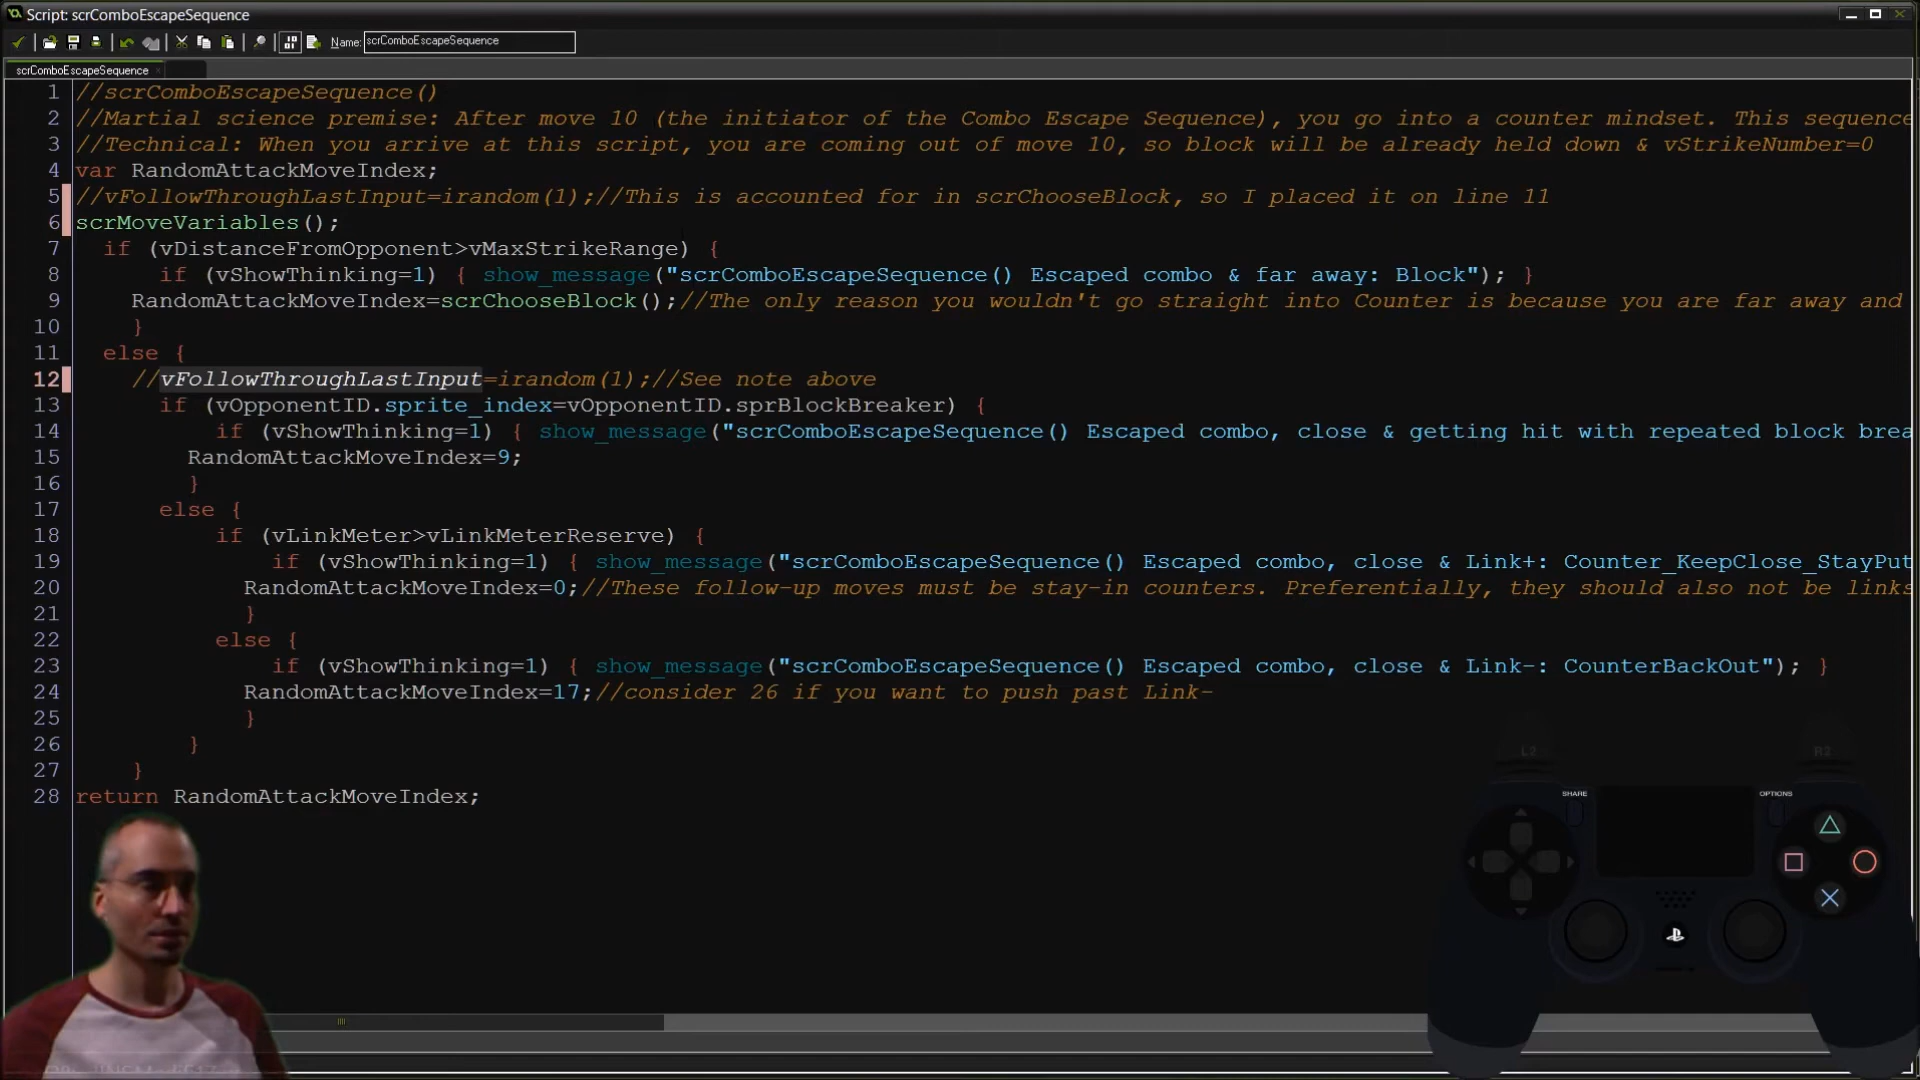 Script: scrComboEscapeSequence
Name: scrComboEscapeSequence
scrComboEscapeSequence
1 //scrComboEscapeSequence()
2 //Martial science premise: After move 10 (the initiator of the Combo Escape Sequence), you go into a counter mindset. This sequence
3 //Technical: When you arrive at this script, you are coming out of move 10, so block will be already held down & vStrikeNumber=0
4 var RandomAttackMoveIndex;
5 //vFollowThroughLastInput=irandom(1);//This is accounted for in scrChooseBlock, so I placed it on line 11
6 scrMoveVariables();
7 if (vDistanceFromOpponent>vMaxStrikeRange) {
8 if (vShowThinking=1) { show_message("scrComboEscapeSequence() Escaped combo & far away: Block"); }
9 RandomAttackMoveIndex=scrChooseBlock();//The only reason you wouldn't go straight into Counter is because you are far away and
10 }
11 else {
12 //vFollowThroughLastInput=irandom(1);//See note above
13 if (vOpponentID.sprite_index=vOpponentID.sprBlockBreaker) {
14 if (vShowThinking=1) { show_message("scrComboEscapeSequence() Escaped combo, close & getting hit with repeated block brea
15 RandomAttackMoveIndex=9;
16 }
17 else {
18 if (vLinkMeter>vLinkMeterReserve) {
19 if (vShowThinking=1) { show_message("scrComboEscapeSequence() Escaped combo, close & Link+: Counter_KeepClose_StayPut
20 RandomAttackMoveIndex=0;//These follow-up moves must be stay-in counters. Preferentially, they should also not be links
21 }
22 else {
23 if (vShowThinking=1) { show_message("scrComboEscapeSequence() Escaped combo, close & Link-: CounterBackOut"); }
24 RandomAttackMoveIndex=17;//consider 26 if you want to push past Link-
25 }
26 }
27 }
28 return RandomAttackMoveIndex;
L2
R2
SHARE
OPTIONS